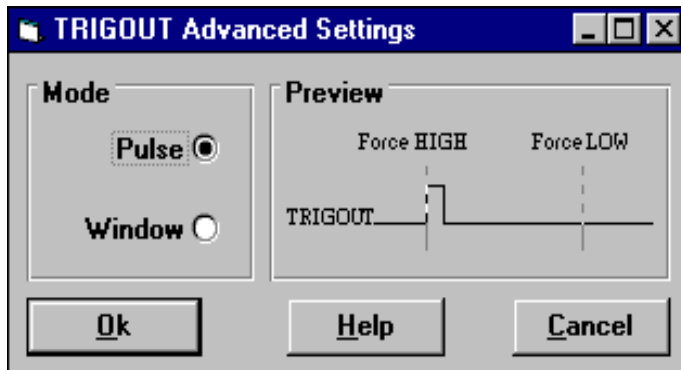 TRIGOUT Advanced Settings
Mode
Pulse
Window
Preview
Force HIGH
Force LOW
TRIGOUT
Ok
Help
Cancel